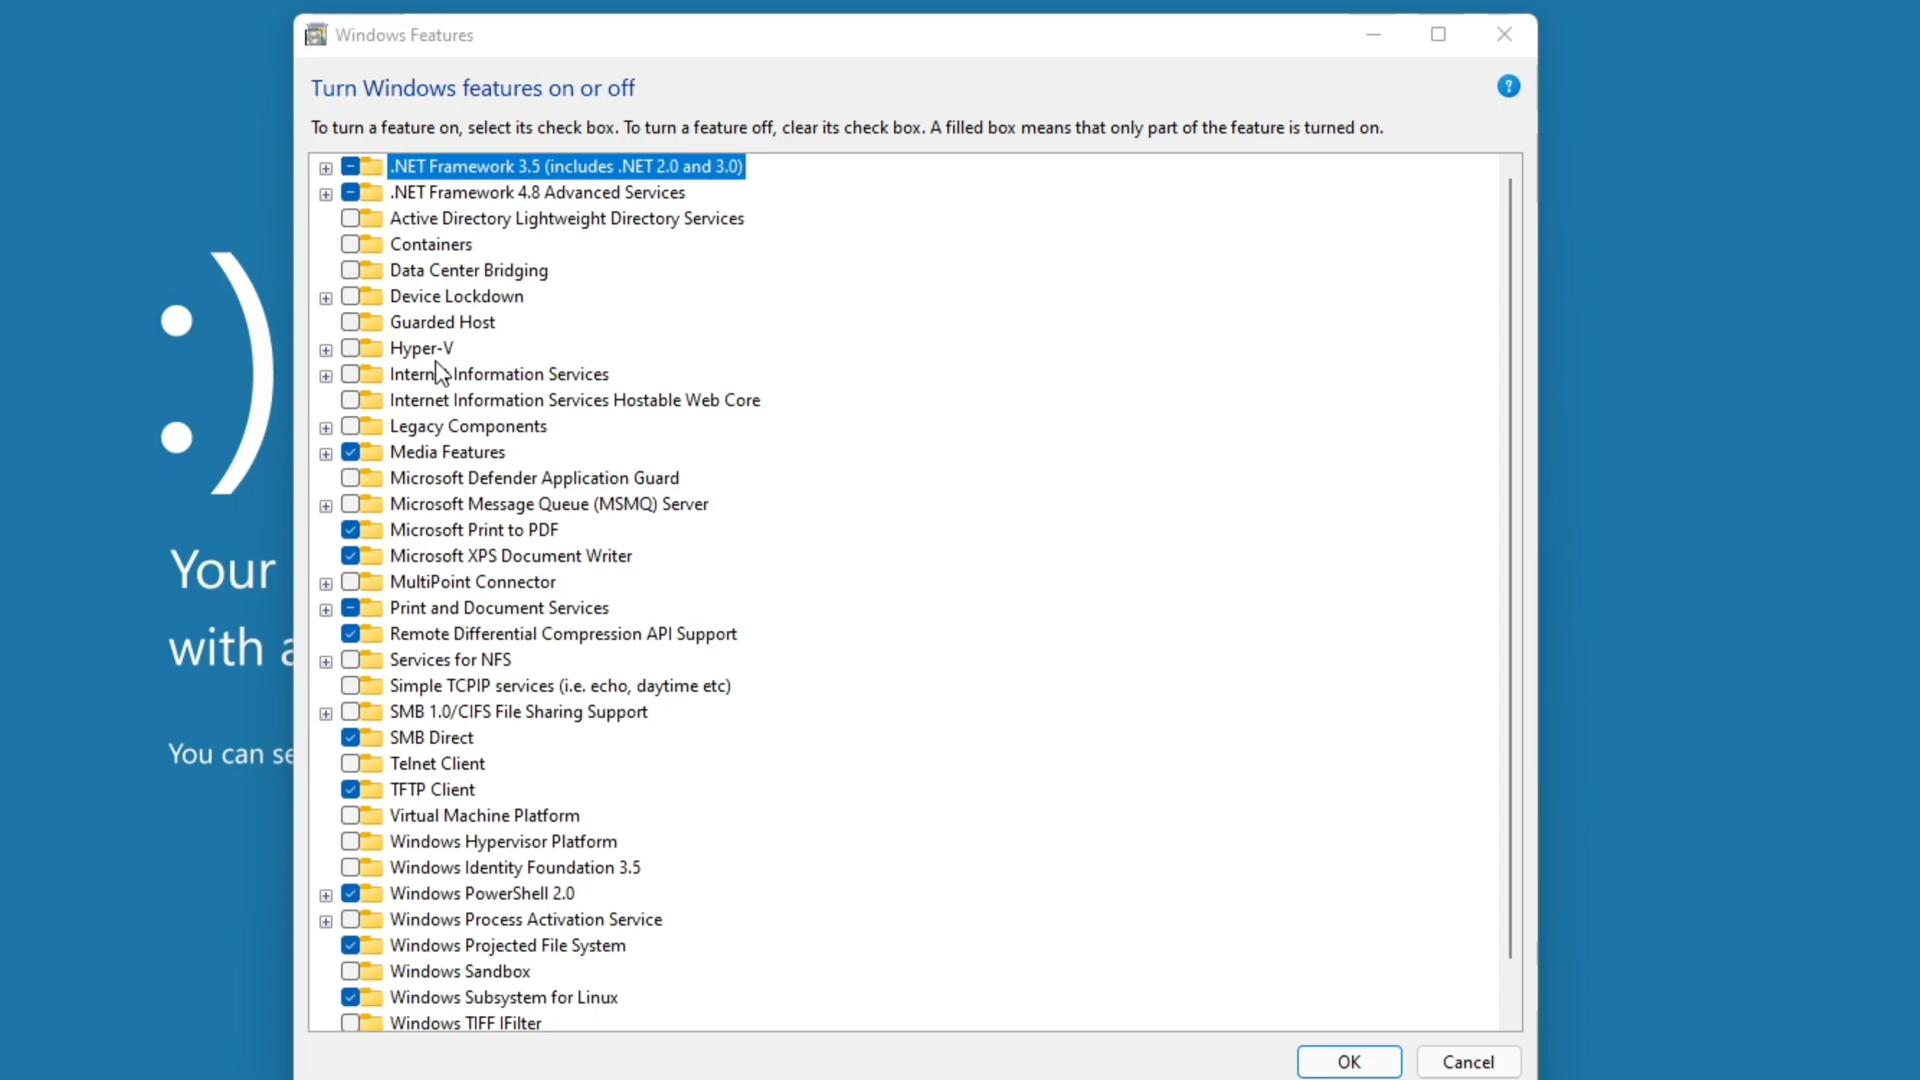 Windows Features
Turn Windows features on or off
?
To turn a feature on, select its check box. To turn a feature off, clear its check box. A filled box means that only part of the feature is turned on.
.NET Framework 3.5 (includes .NET 2.0 and 3.0)
.NET Framework 4.8 Advanced Services
Active Directory Lightweight Directory Services
Containers
Data Center Bridging
Device Lockdown
Guarded Host
Hyper-V
Intern Information Services
Internet Information Services Hostable Web Core
Legacy Components
Media Features
Microsoft Defender Application Guard
Microsoft Message Queue (MSMQ) Server
Microsoft Print to PDF
Microsoft XPS Document Writer
MultiPoint Connector
Print and Document Services
Remote Differential Compression API Support
Services for NFS
Simple TCPIP services (i.e. echo, daytime etc)
SMB 1.0/CIFS File Sharing Support
SMB Direct
Telnet Client
TFTP Client
Virtual Machine Platform
Windows Hypervisor Platform
Windows Identity Foundation 3.5
Windows PowerShell 2.0
Windows Process Activation Service
Windows Projected File System
Windows Sandbox
Windows Subsystem for Linux
Windows TIFF IFilter
OK Cancel
:)
Your
with a
You can se